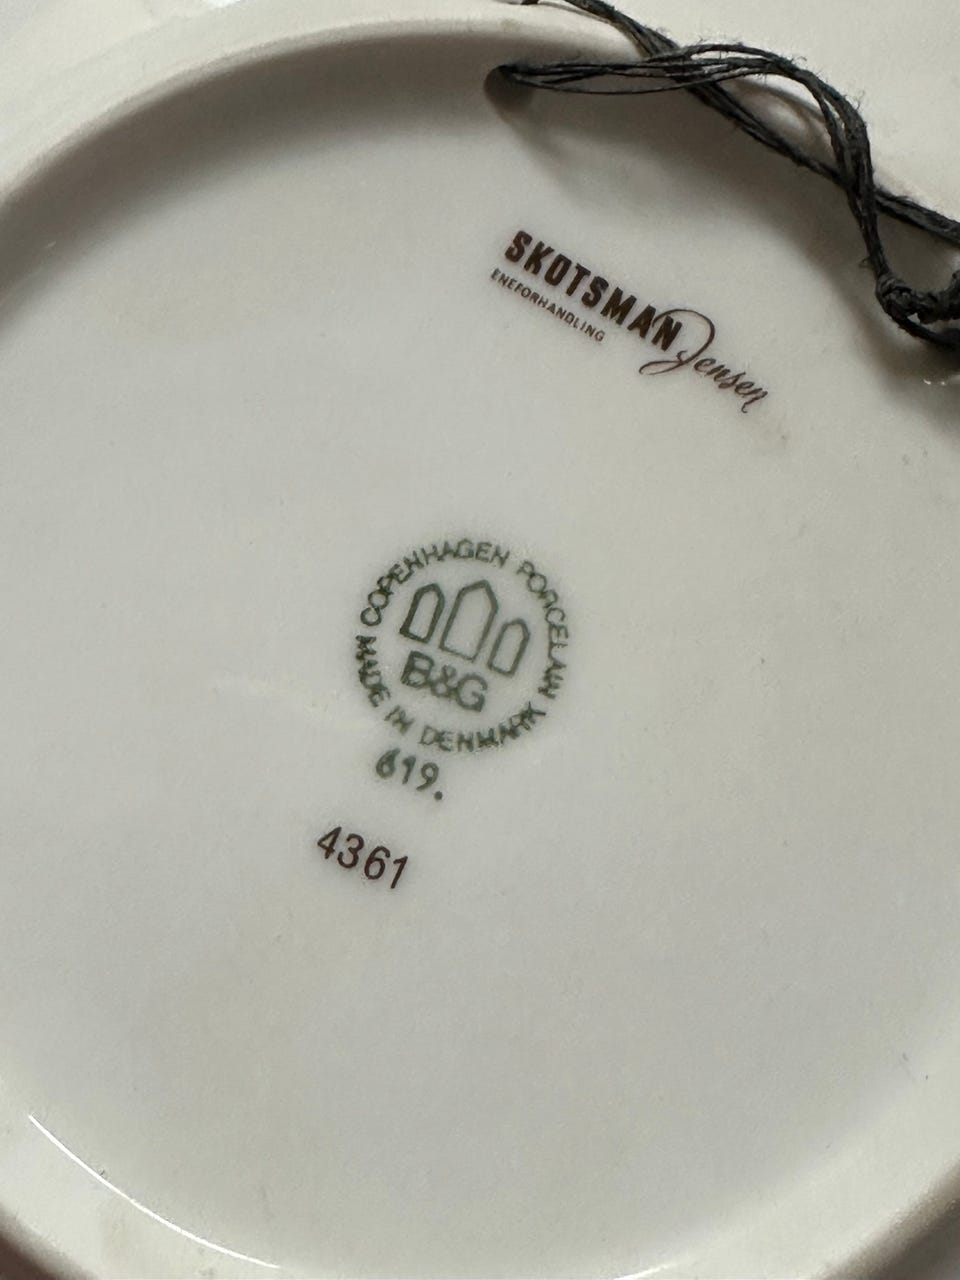 SKOTSMAN Jensen
ENEFORHANDLING
COPENHAGEN PORCELAIN
B&G
MADE IN DENMARK
619.
4361